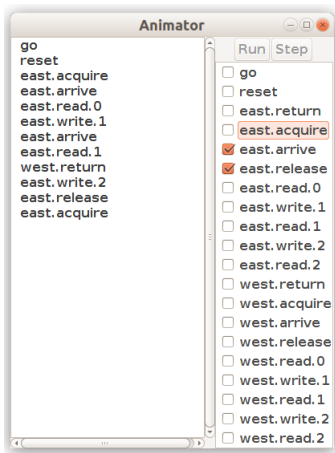 Animator
go
reset
east.acquire
east.arrive
east.read.0
east.write.1
east.arrive
east.read.1
west.return
east.write.2
east.release
east.acquire
Run Step
go
reset
east.return
east.acquire
east.arrive
east.release
east.read.0
east.write.1
east.read.1
east.write.2
east.read.2
west.return
west.acquire
west.arrive
west.release
west.read.0
west.write.1
west.read.1
west.write.2
west.read.2